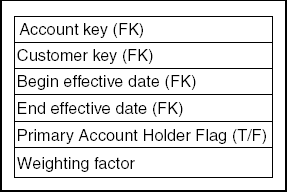 Account key (FK)
Customer key (FK)
Begin effective date (FK)
End effective date (FK)
Primary Account Holder Flag (T/F)
Weighting factor